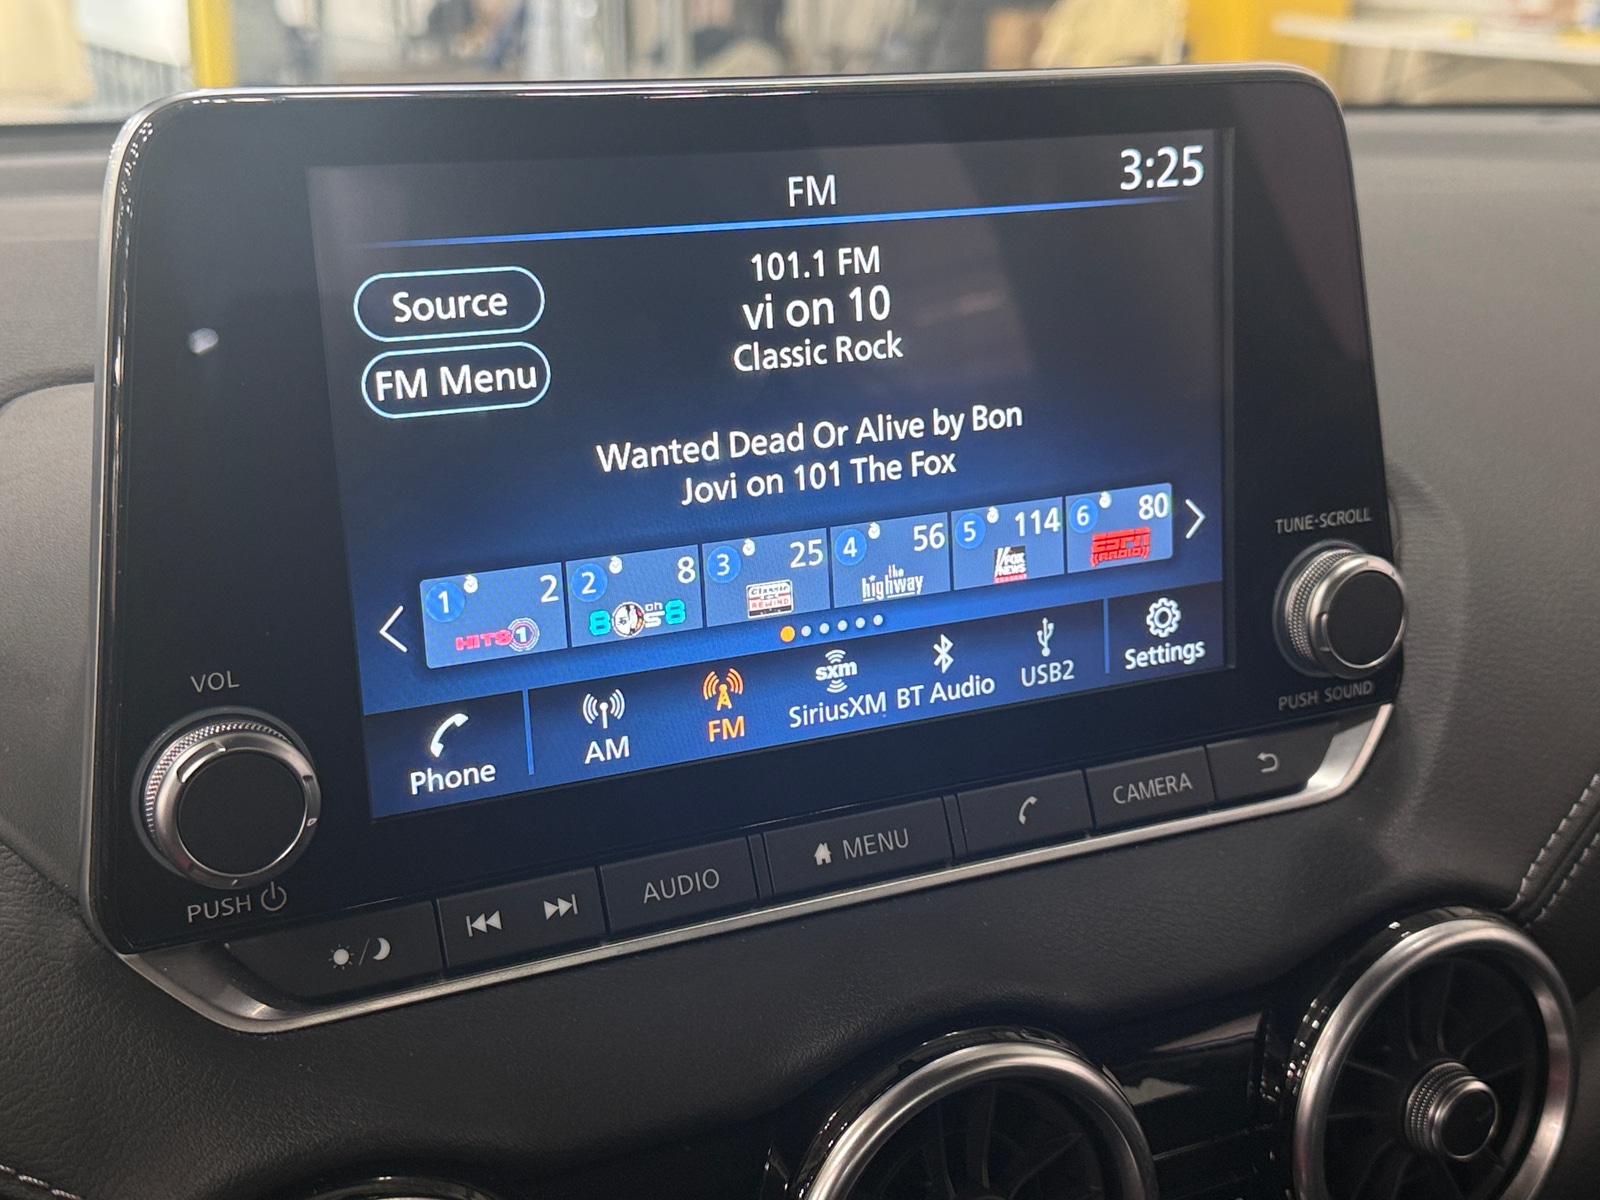 FM
3:25
Source
FM Menu
101.1 FM
vi on 10
Classic Rock
Wanted Dead Or Alive by Bon
Jovi on 101 The Fox
1 2
HITS 1
2 8
80s on 8
3 25
Classic
REWIND
4 56
the
highway
5 114
FOX
NEWS
6 80
ESPN
RADIO
Phone
AM
FM
sxm
SiriusXM
BT Audio
USB2
Settings
VOL
PUSH
TUNE·SCROLL
PUSH SOUND
AUDIO
MENU
CAMERA